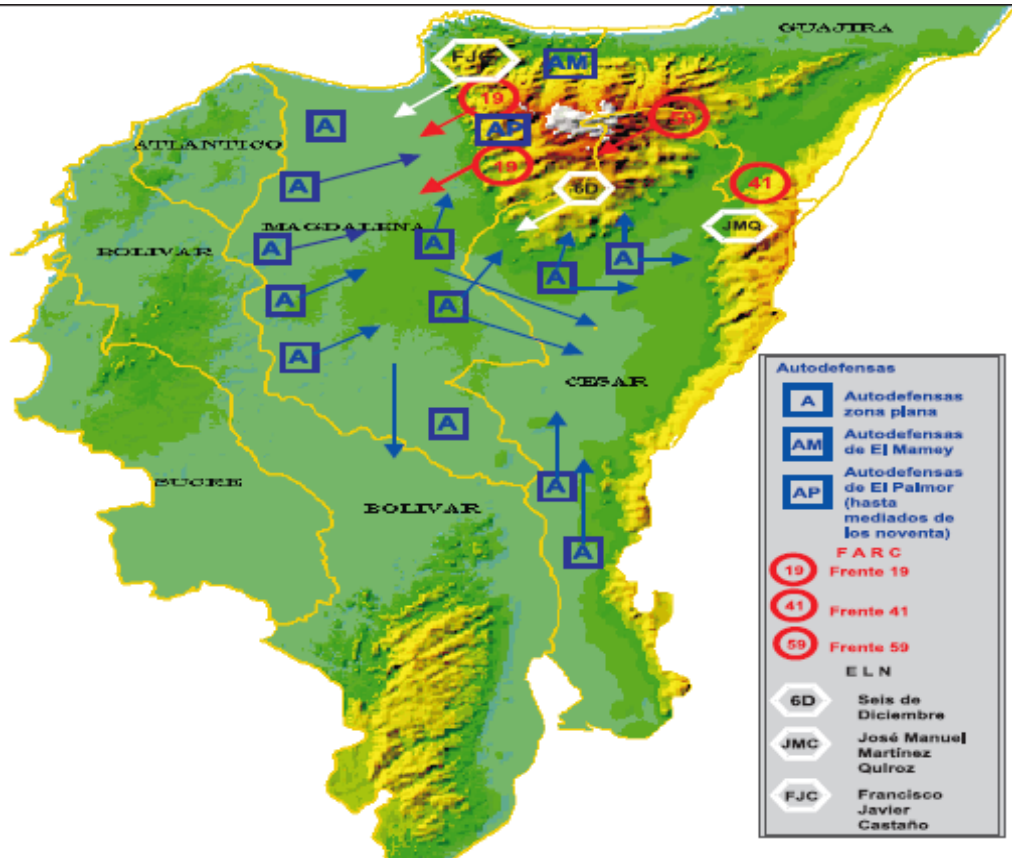 GUAJIRA
FJC
AM
19
ATLANTICO
A
AP
59
19
A
6D
41
MAGDALENA
JMQ
BOLIVAR
A
A
A
A
A
A
A
CESAR
A
A
SUCRE
A
BOLIVAR
A
Autodefensas
A
Autodefensas
zona plana
AM
Autodefensas
de El Mamey
AP
Autodefensas
de El Palmor
(hasta
mediados de
los noventa)
FARC
19 Frente 19
41 Frente 41
59 Frente 59
ELN
6D
Seis de
Diciembre
JMC
José Manuel
Martínez
Quiroz
FJC
Francisco
Javier
Castaño